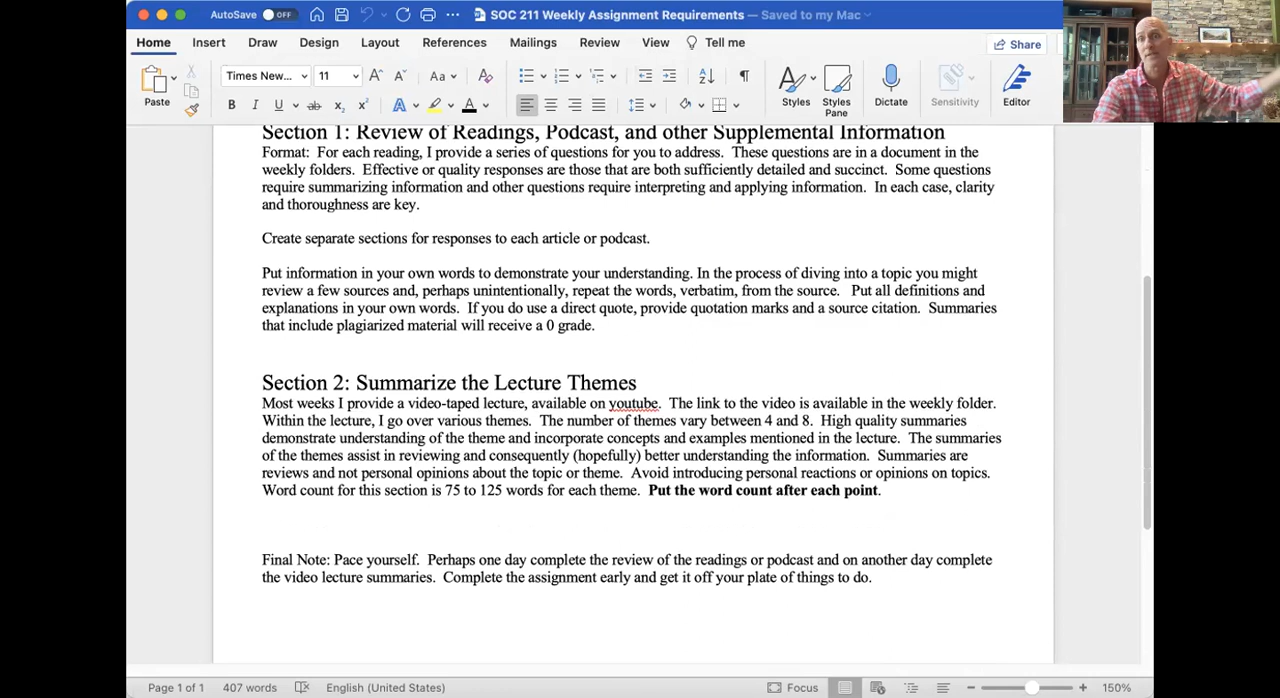 AutoSave OFF SOC 211 Weekly Assignment Requirements — Saved to my Mac
Home Insert Draw Design Layout References Mailings Review View Tell me Share
Paste Times New... 11 Aa Styles Styles Pane Dictate Sensitivity Editor
Section 1: Review of Readings, Podcast, and other Supplemental Information
Format:  For each reading, I provide a series of questions for you to address.  These questions are in a document in the
weekly folders.  Effective or quality responses are those that are both sufficiently detailed and succinct.  Some questions
require summarizing information and other questions require interpreting and applying information.  In each case, clarity
and thoroughness are key.
Create separate sections for responses to each article or podcast.
Put information in your own words to demonstrate your understanding. In the process of diving into a topic you might
review a few sources and, perhaps unintentionally, repeat the words, verbatim, from the source.   Put all definitions and
explanations in your own words.  If you do use a direct quote, provide quotation marks and a source citation.  Summaries
that include plagiarized material will receive a 0 grade.
Section 2: Summarize the Lecture Themes
Most weeks I provide a video-taped lecture, available on youtube.  The link to the video is available in the weekly folder.
Within the lecture, I go over various themes.  The number of themes vary between 4 and 8.  High quality summaries
demonstrate understanding of the theme and incorporate concepts and examples mentioned in the lecture.  The summaries
of the themes assist in reviewing and consequently (hopefully) better understanding the information.  Summaries are
reviews and not personal opinions about the topic or theme.  Avoid introducing personal reactions or opinions on topics.
Word count for this section is 75 to 125 words for each theme.  Put the word count after each point.
Final Note: Pace yourself.  Perhaps one day complete the review of the readings or podcast and on another day complete
the video lecture summaries.  Complete the assignment early and get it off your plate of things to do.
Page 1 of 1 407 words English (United States) Focus 150%